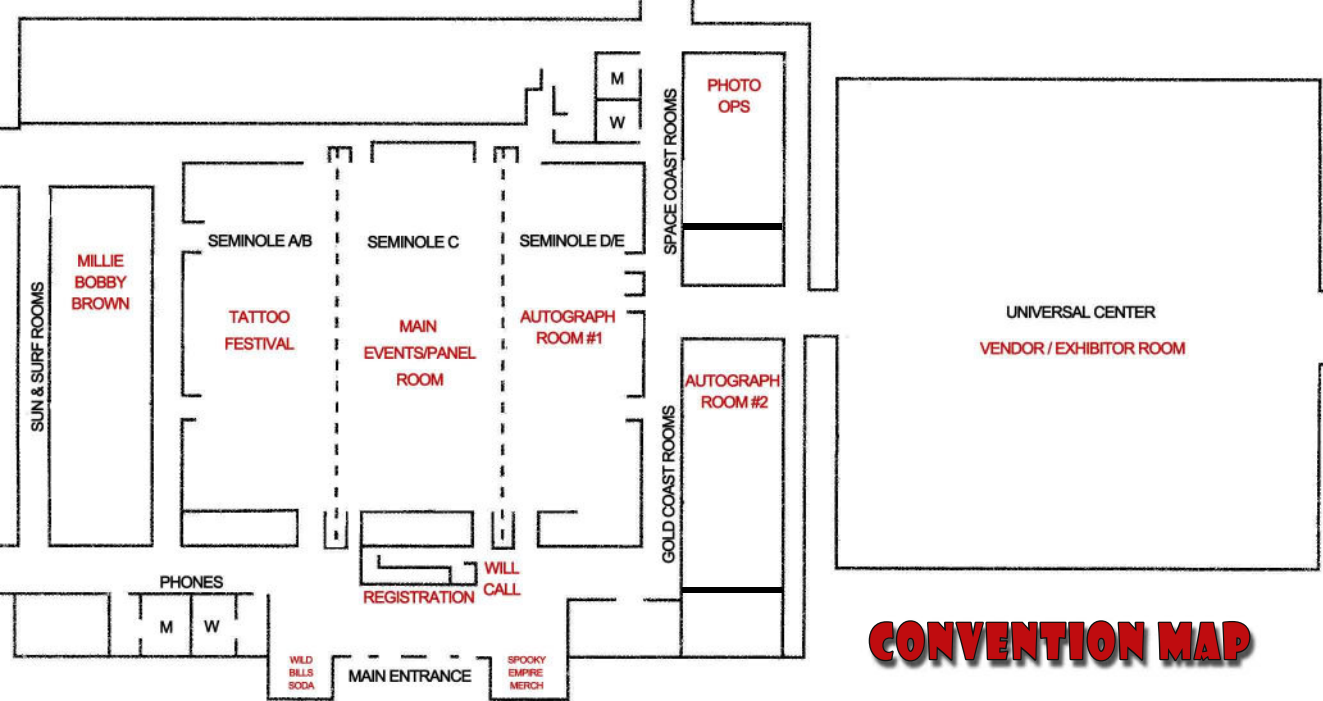 M
W
PHOTO
OPS
SPACE COAST ROOMS
SEMINOLE A/B
SEMINOLE C
SEMINOLE D/E
MILLIE
BOBBY
BROWN
SUN & SURF ROOMS
TATTOO
FESTIVAL
MAIN
EVENTS/PANEL
ROOM
AUTOGRAPH
ROOM #1
UNIVERSAL CENTER
VENDOR / EXHIBITOR ROOM
AUTOGRAPH
ROOM #2
GOLD COAST ROOMS
WILL
CALL
REGISTRATION
PHONES
M
W
WILD
BILLS
SODA
MAIN ENTRANCE
SPOOKY
EMPIRE
MERCH
CONVENTION MAP